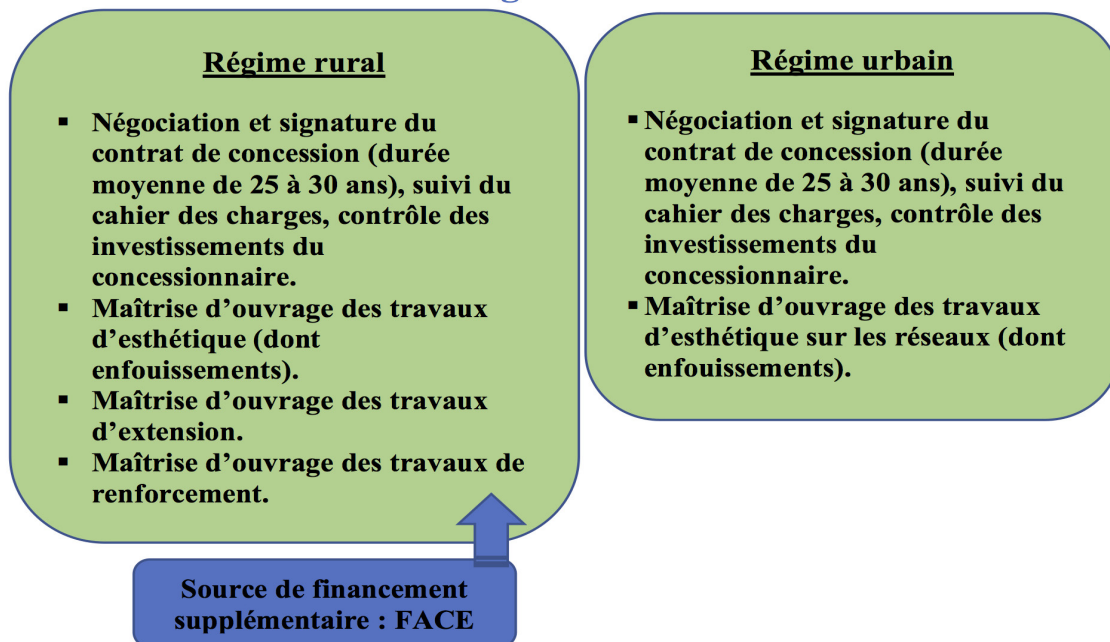 Régime rural
▪ Négociation et signature du
contrat de concession (durée
moyenne de 25 à 30 ans), suivi du
cahier des charges, contrôle des
investissements du
concessionnaire.
▪ Maîtrise d’ouvrage des travaux
d’esthétique (dont
enfouissements).
▪ Maîtrise d’ouvrage des travaux
d’extension.
▪ Maîtrise d’ouvrage des travaux de
renforcement.
Source de financement
supplémentaire : FACE
Régime urbain
▪ Négociation et signature du
contrat de concession (durée
moyenne de 25 à 30 ans), suivi du
cahier des charges, contrôle des
investissements du
concessionnaire.
▪ Maîtrise d’ouvrage des travaux
d’esthétique sur les réseaux (dont
enfouissements).